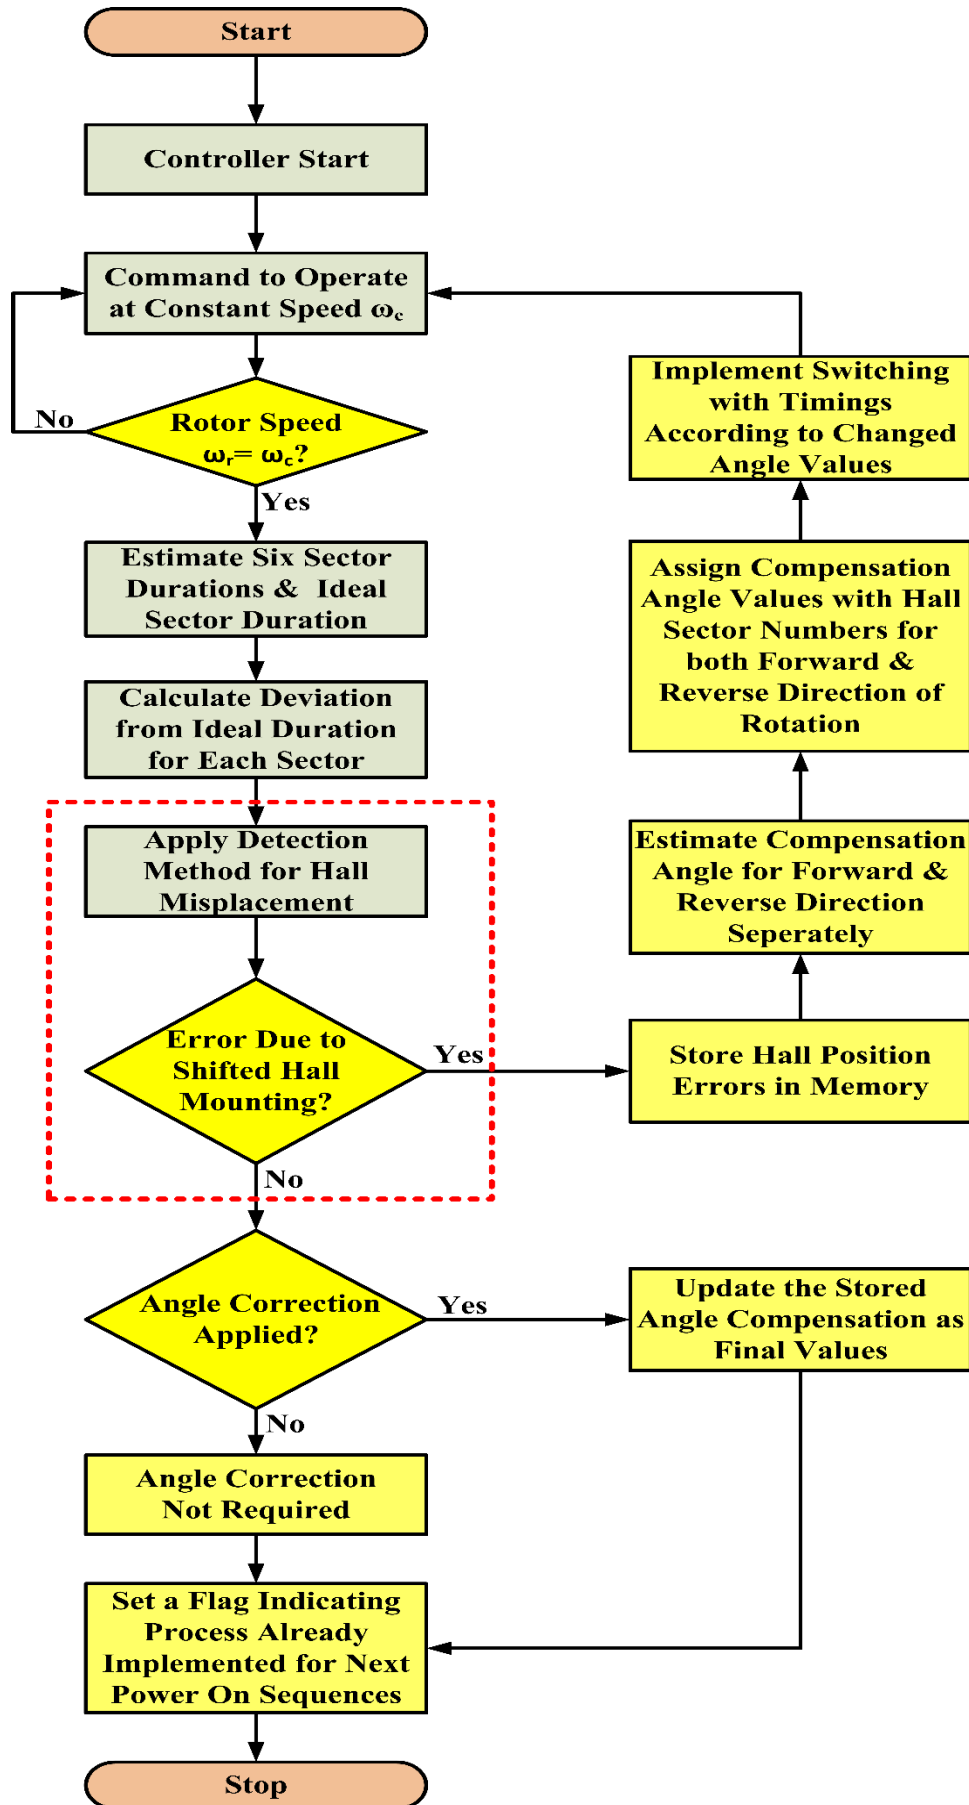 Start
Controller Start
Command to Operate
at Constant Speed ωc
No
Rotor Speed
ωr= ωc?
Yes
Estimate Six Sector
Durations & Ideal
Sector Duration
Calculate Deviation
from Ideal Duration
for Each Sector
Apply Detection
Method for Hall
Misplacement
Error Due to
Shifted Hall
Mounting?
Yes
No
Store Hall Position
Errors in Memory
Estimate Compensation
Angle for Forward &
Reverse Direction
Seperately
Assign Compensation
Angle Values with Hall
Sector Numbers for
both Forward &
Reverse Direction of
Rotation
Implement Switching
with Timings
According to Changed
Angle Values
Angle Correction
Applied?
Yes
No
Update the Stored
Angle Compensation as
Final Values
Angle Correction
Not Required
Set a Flag Indicating
Process Already
Implemented for Next
Power On Sequences
Stop